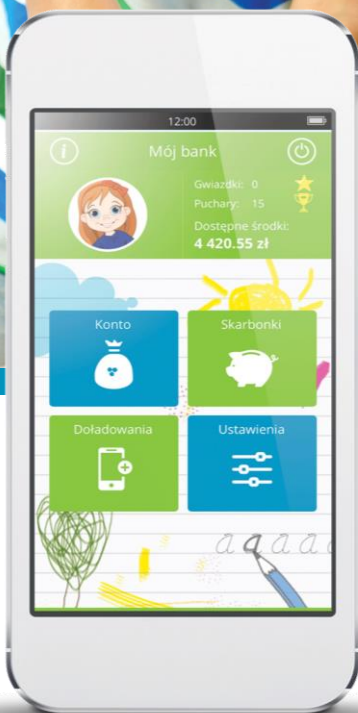 12:00
Mój bank
Gwiazdki: 0
Puchary: 15
Dostępne środki:
4 420.55 zł
Konto
Skarbonki
Doładowania
Ustawienia
a a a a a